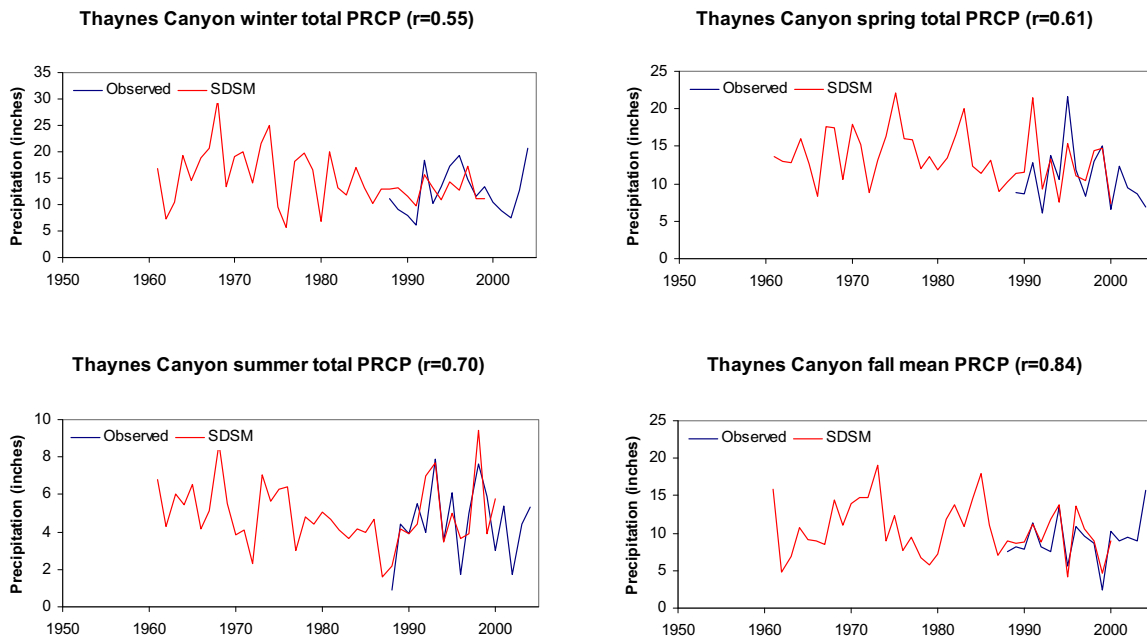 Thaynes Canyon winter total PRCP (r=0.55)
Precipitation (inches)
35
30
25
20
15
10
5
0
Observed SDSM
1950 1960 1970 1980 1990 2000
Thaynes Canyon spring total PRCP (r=0.61)
Precipitation (inches)
25
20
15
10
5
0
Observed SDSM
1950 1960 1970 1980 1990 2000
Thaynes Canyon summer total PRCP (r=0.70)
Precipitation (inches)
10
8
6
4
2
0
Observed SDSM
1950 1960 1970 1980 1990 2000
Thaynes Canyon fall mean PRCP (r=0.84)
Precipitation (inches)
25
20
15
10
5
0
Observed SDSM
1950 1960 1970 1980 1990 2000